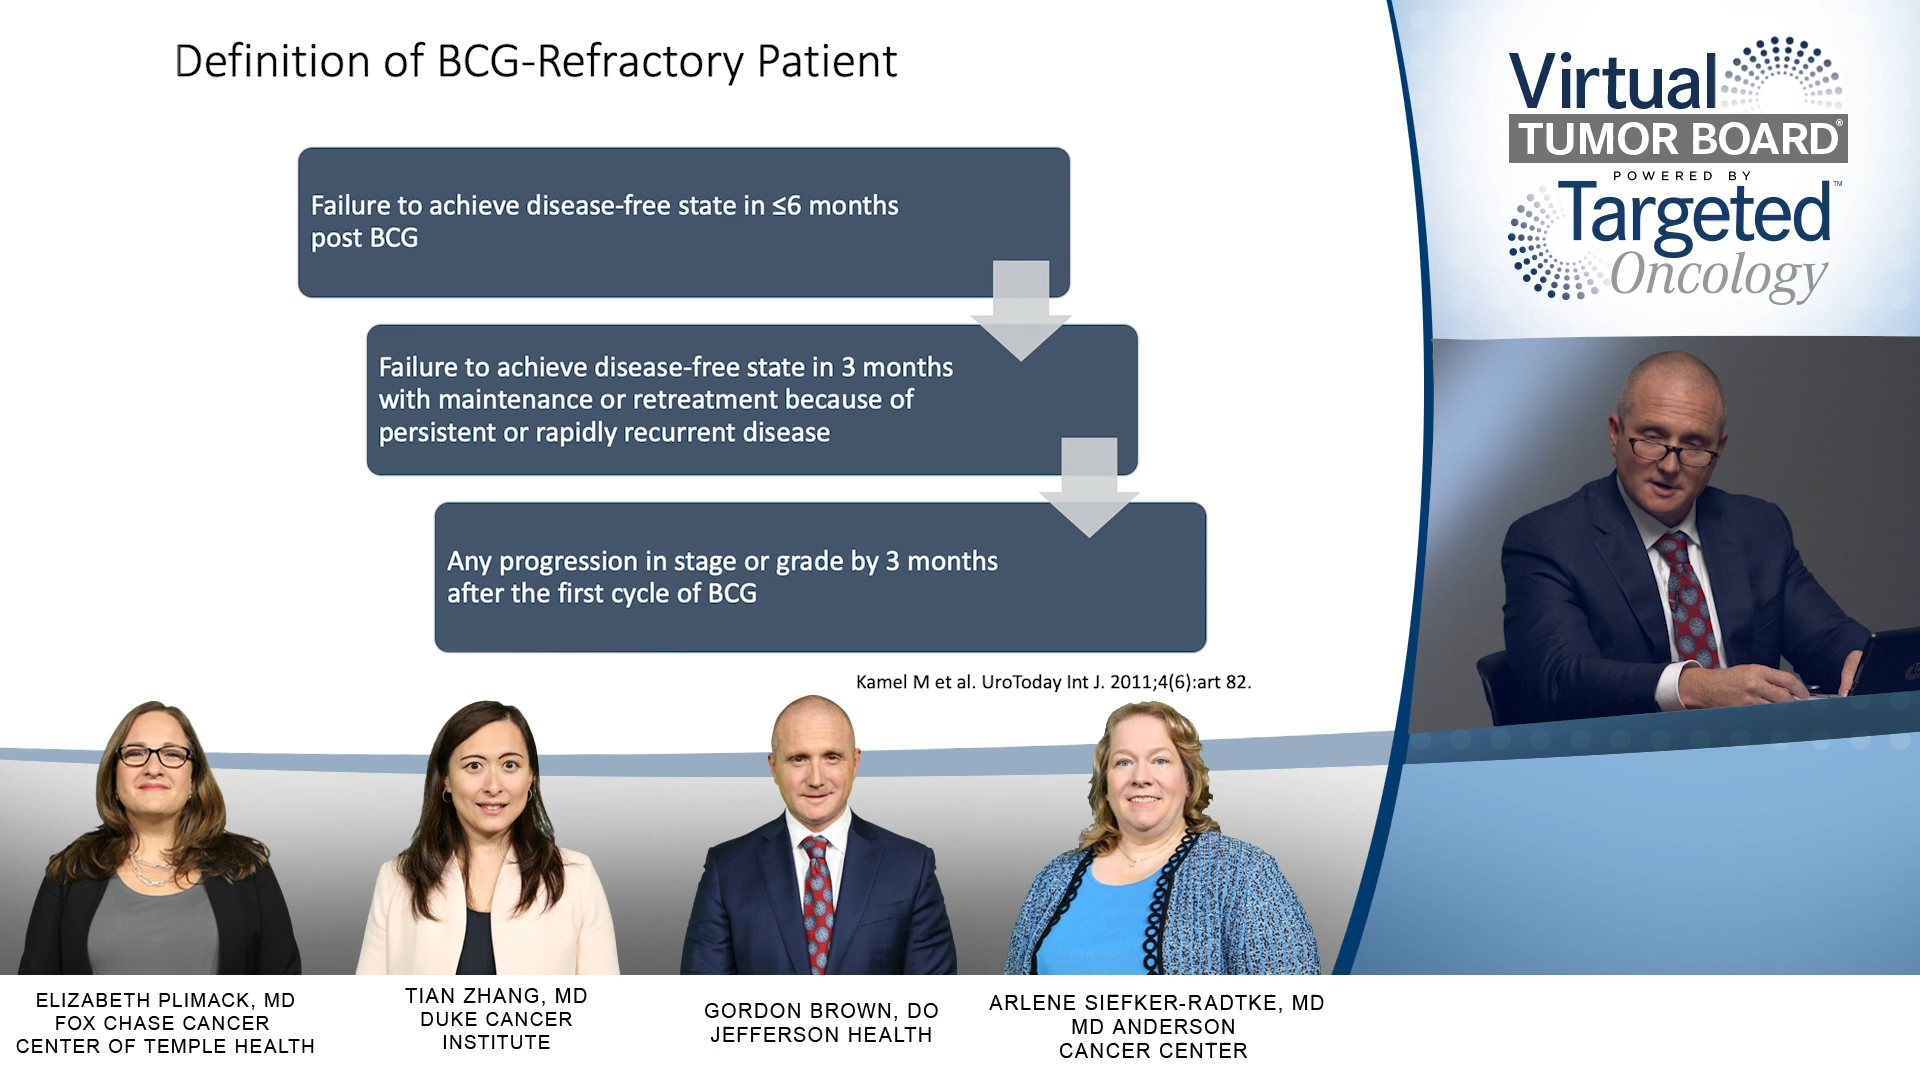 Definition of BCG-Refractory Patient
Failure to achieve disease-free state in ≤6 months
post BCG
Failure to achieve disease-free state in 3 months
with maintenance or retreatment because of
persistent or rapidly recurrent disease
Any progression in stage or grade by 3 months
after the first cycle of BCG
Kamel M et al. UroToday Int J. 2011;4(6):art 82.
Virtual
TUMOR BOARD®
POWERED BY
Targeted™
Oncology
ELIZABETH PLIMACK, MD
FOX CHASE CANCER
CENTER OF TEMPLE HEALTH
TIAN ZHANG, MD
DUKE CANCER
INSTITUTE
GORDON BROWN, DO
JEFFERSON HEALTH
ARLENE SIEFKER-RADTKE, MD
MD ANDERSON
CANCER CENTER